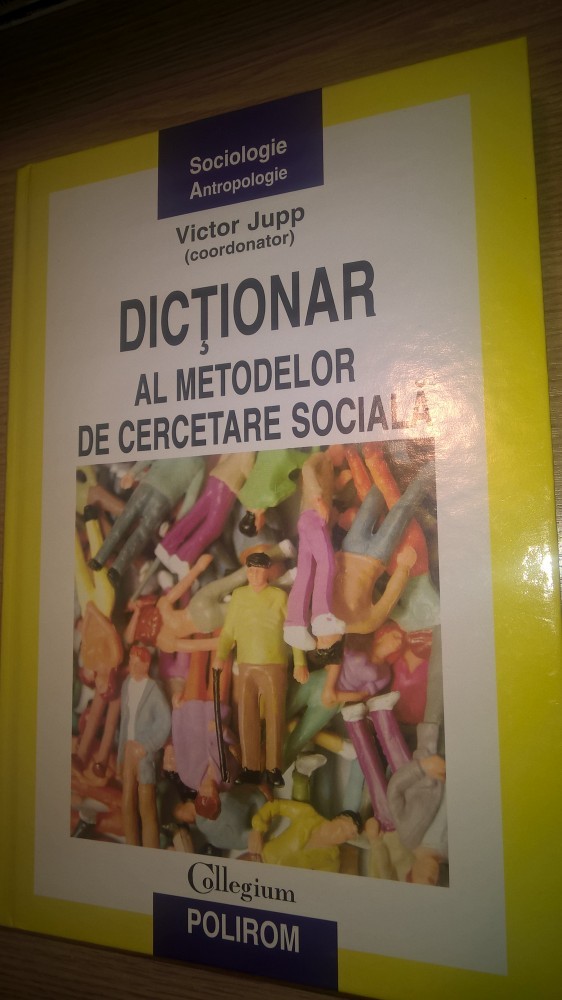 Sociologie
Antropologie
Victor Jupp
(coordonator)
DICŢIONAR
AL METODELOR
DE CERCETARE SOCIALĂ
Collegium
POLIROM